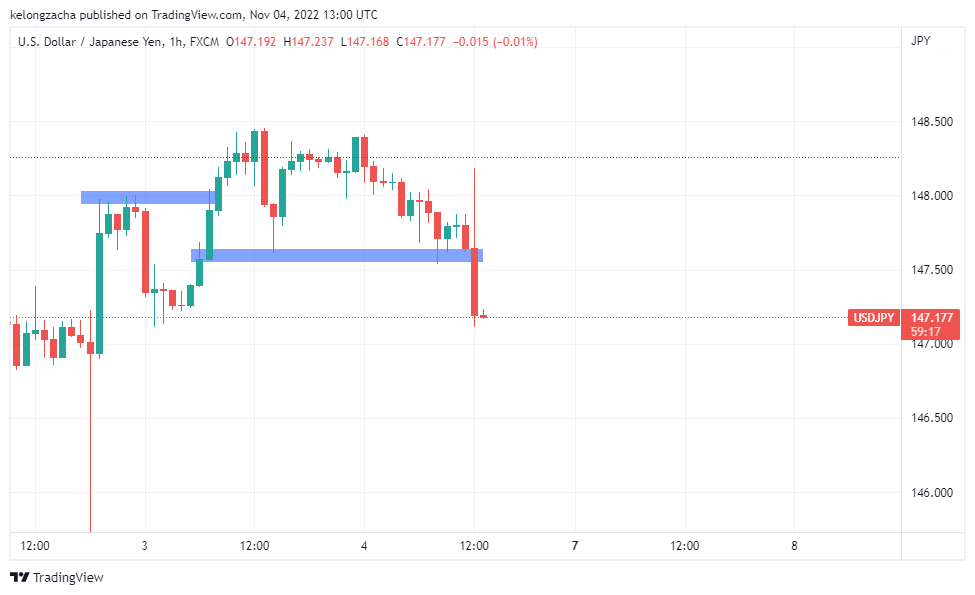 kelongzacha published on TradingView.com, Nov 04, 2022 13:00 UTC
U.S. Dollar / Japanese Yen, 1h, FXCM O147.192 H147.237 L147.168 C147.177 −0.015 (−0.01%)
JPY
148.500
148.000
147.500
USDJPY 147.177
59:17
147.000
146.500
146.000
12:00 3 12:00 4 12:00 7 12:00 8
TradingView